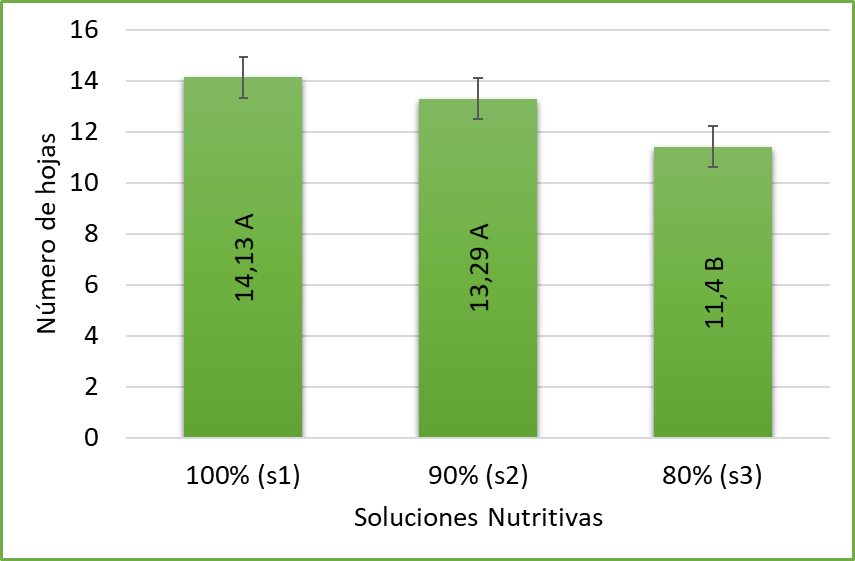 Número de hojas
16
14
12
10
8
6
4
2
0
14,13 A
13,29 A
11,4 B
100% (s1)
90% (s2)
80% (s3)
Soluciones Nutritivas